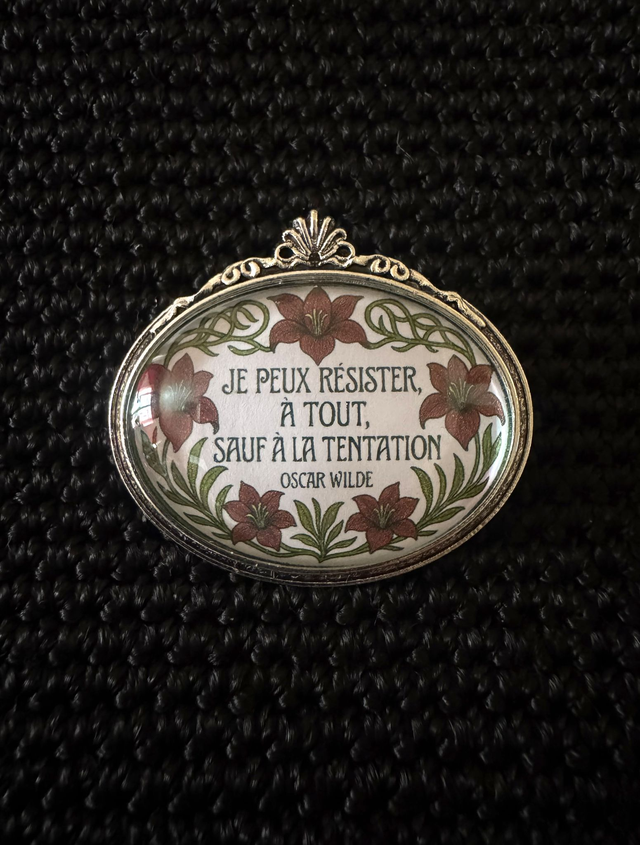 JE PEUX RÉSISTER,
À TOUT,
SAUF À LA TENTATION
OSCAR WILDE